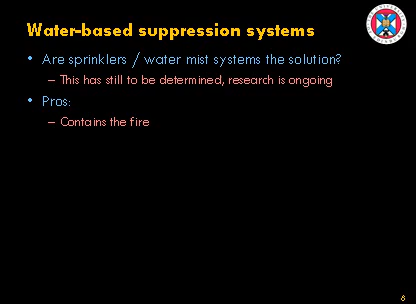 Water-based suppression systems
• Are sprinklers / water mist systems the solution?
– This has still to be determined, research is ongoing
• Pros:
– Contains the fire
6